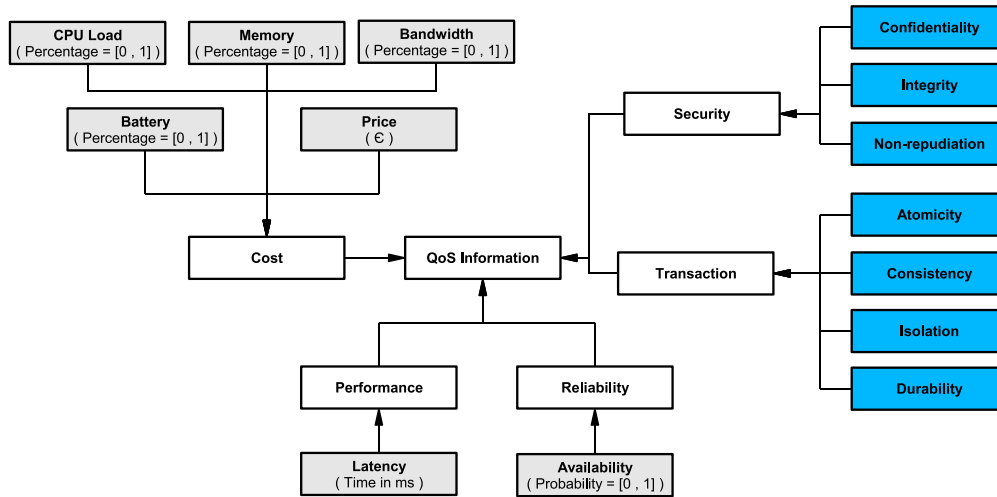 CPU Load
( Percentage = [0 , 1] )
Memory
( Percentage = [0 , 1] )
Bandwidth
( Percentage = [0 , 1] )
Battery
( Percentage = [0 , 1] )
Price
( Є )
Cost
QoS Information
Performance
Reliability
Latency
( Time in ms )
Availability
( Probability = [0 , 1] )
Security
Transaction
Confidentiality
Integrity
Non-repudiation
Atomicity
Consistency
Isolation
Durability